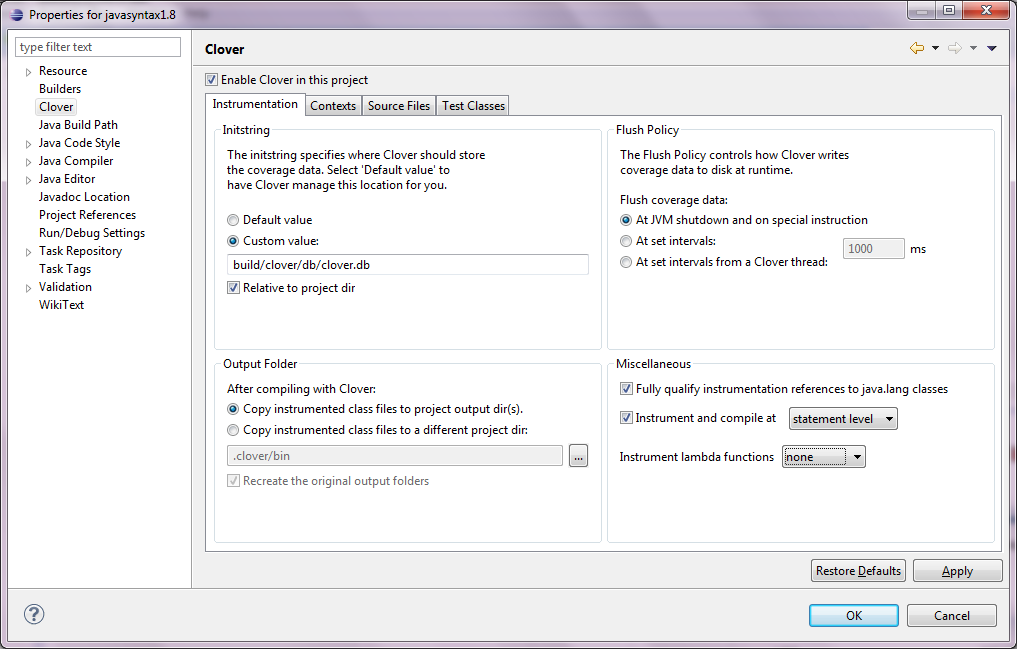 Properties for javasyntax1.8
type filter text
Resource
Builders
Clover
Java Build Path
Java Code Style
Java Compiler
Java Editor
Javadoc Location
Project References
Run/Debug Settings
Task Repository
Task Tags
Validation
WikiText
Clover
Enable Clover in this project
Instrumentation Contexts Source Files Test Classes
Initstring
The initstring specifies where Clover should store
the coverage data. Select 'Default value' to
have Clover manage this location for you.
Default value
Custom value:
build/clover/db/clover.db
Relative to project dir
Flush Policy
The Flush Policy controls how Clover writes
coverage data to disk at runtime.
Flush coverage data:
At JVM shutdown and on special instruction
At set intervals:
1000 ms
At set intervals from a Clover thread:
Output Folder
After compiling with Clover:
Copy instrumented class files to project output dir(s).
Copy instrumented class files to a different project dir:
.clover/bin ...
Recreate the original output folders
Miscellaneous
Fully qualify instrumentation references to java.lang classes
Instrument and compile at statement level
Instrument lambda functions none
Restore Defaults Apply
? OK Cancel